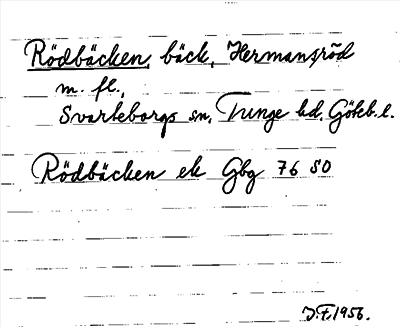 Rödbäcken, bäck, Hermansröd
m. fl.,
Svarteborgs sn, Tunge hd. Göteb. l.
Rödbäcken ek Gbg 76 SO
J.F. 1956.